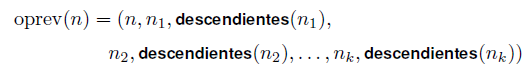 oprev(n) = (n, n₁, descendientes(n₁),
n₂, descendientes(n₂), . . . , nₖ, descendientes(nₖ))